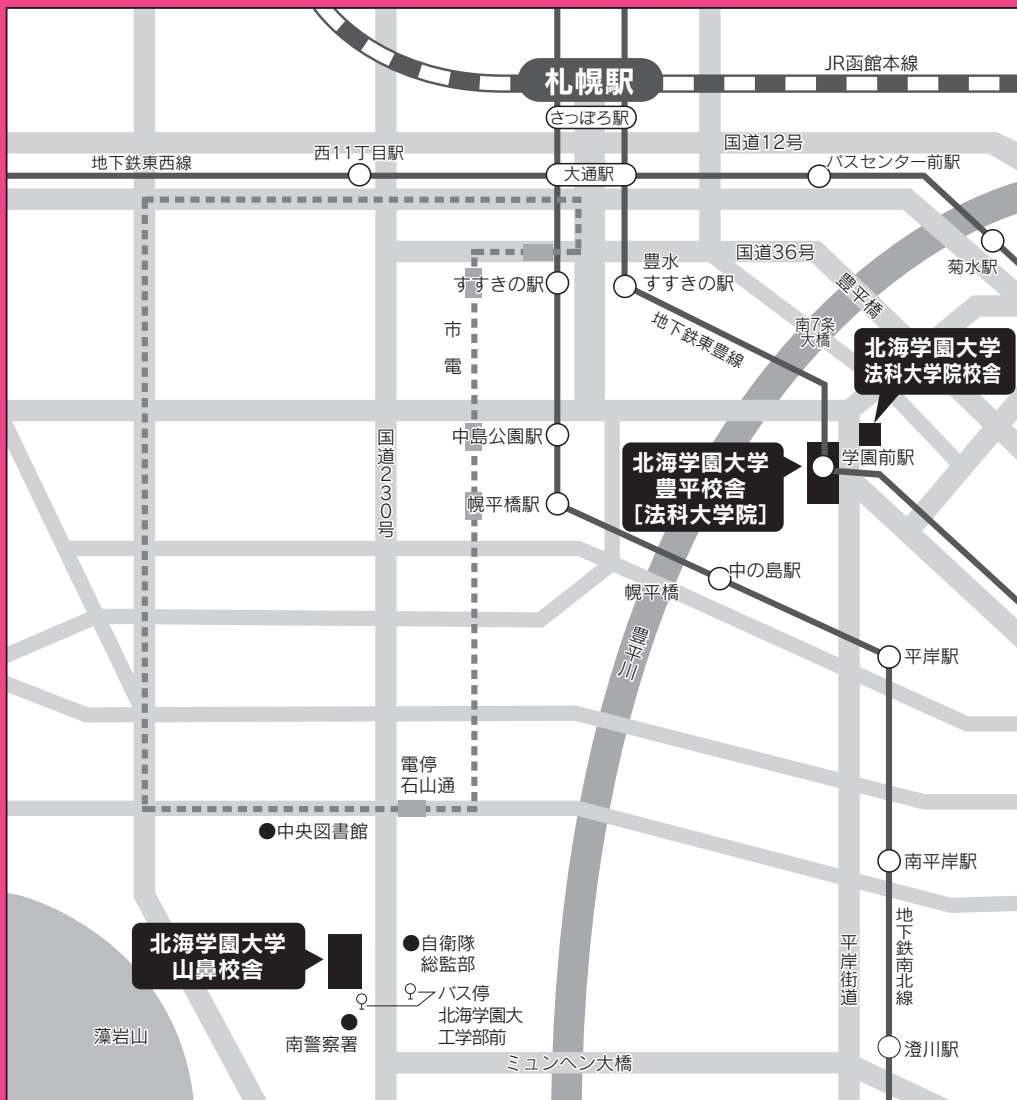 JR函館本線
札幌駅
さっぽろ駅
国道12号
地下鉄東西線
西11丁目駅
大通駅
バスセンター前駅
国道36号
菊水駅
豊水
すすきの駅
すすきの駅
豊平橋
南7条
大橋
地下鉄東豊線
市電
北海学園大学
法科大学院校舎
国道230号
中島公園駅
学園前駅
北海学園大学
豊平校舎
[法科大学院]
幌平橋駅
中の島駅
幌平橋
豊平川
平岸駅
電停
石山通
中央図書館
南平岸駅
地下鉄南北線
平岸街道
北海学園大学
山鼻校舎
自衛隊
総監部
バス停
北海学園大
工学部前
南警察署
藻岩山
ミュンヘン大橋
澄川駅